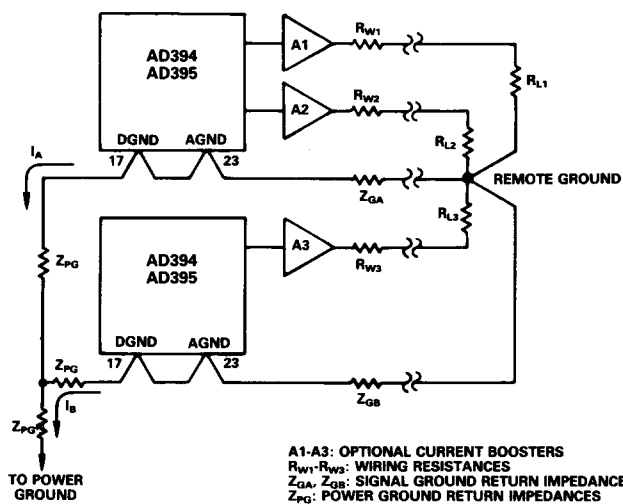 AD394
AD395
A1
RW1
RL1
A2
RW2
RL2
DGND
AGND
17
23
IA
ZGA
REMOTE GROUND
RL3
ZPG
AD394
AD395
A3
RW3
DGND
AGND
17
23
ZPG
IB
ZGB
ZPG
TO POWER
GROUND
A1-A3: OPTIONAL CURRENT BOOSTERS
RW1-RW3: WIRING RESISTANCES
ZGA, ZGB: SIGNAL GROUND RETURN IMPEDANCE
ZPG: POWER GROUND RETURN IMPEDANCES